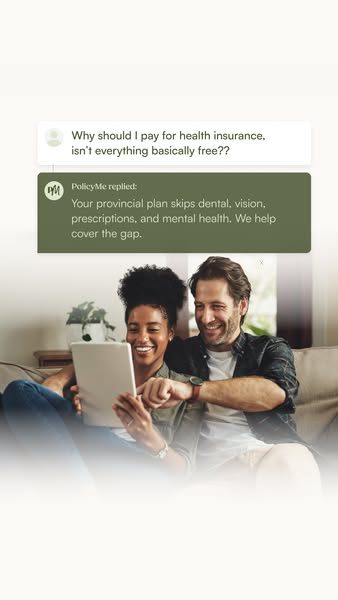 Why should I pay for health insurance,
isn't everything basically free??
PM
PolicyMe replied:
Your provincial plan skips dental, vision,
prescriptions, and mental health. We help
cover the gap.